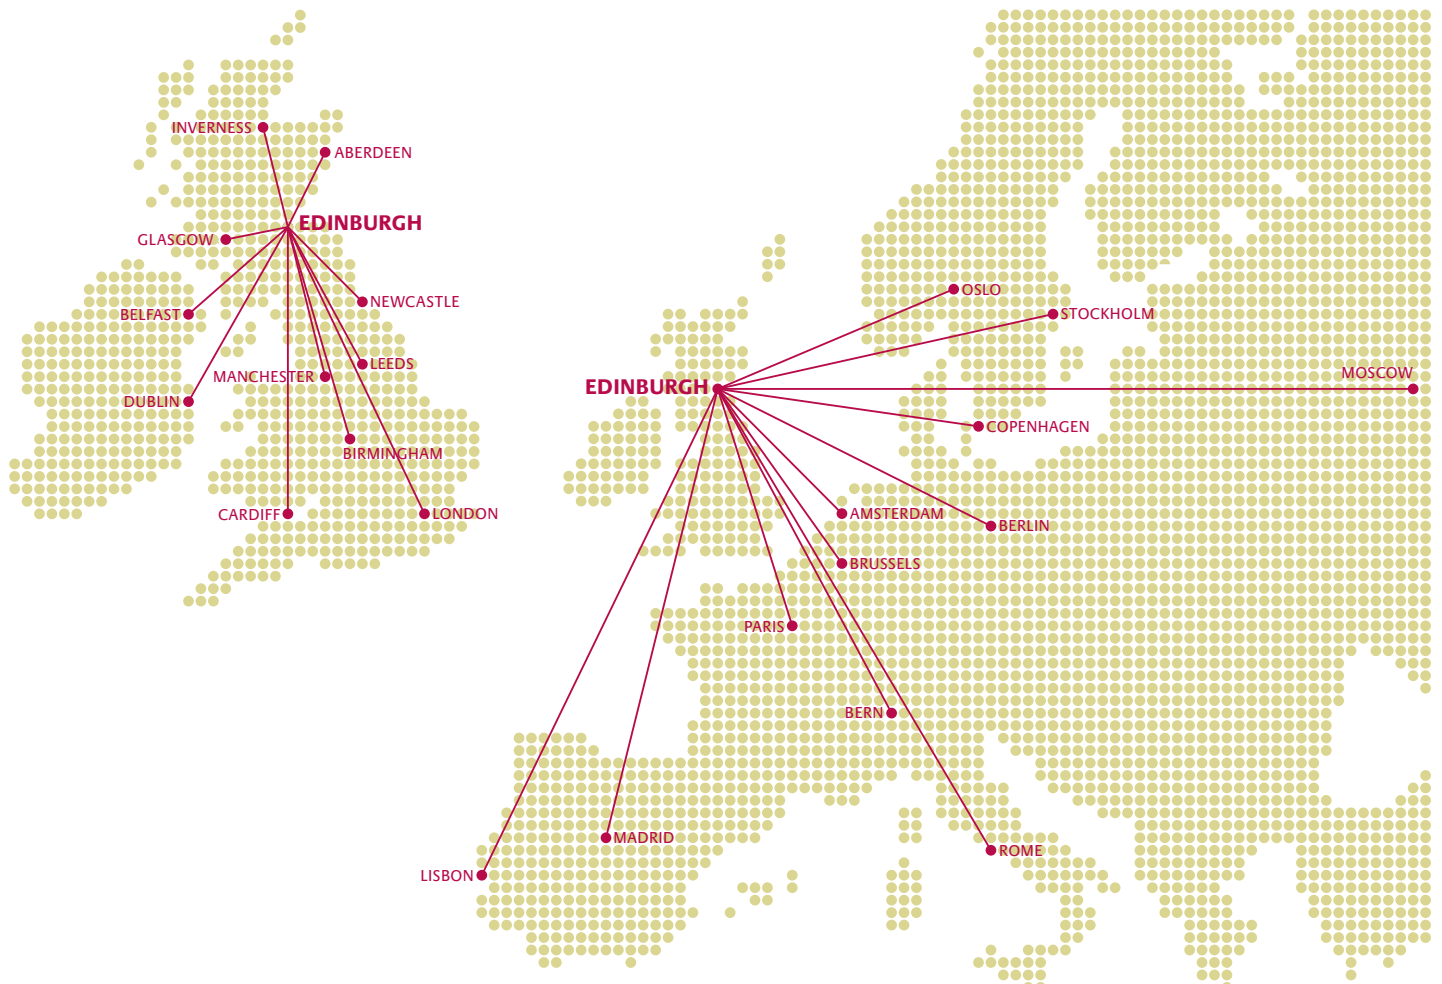 INVERNESS
ABERDEEN
EDINBURGH
GLASGOW
NEWCASTLE
BELFAST
LEEDS
MANCHESTER
DUBLIN
BIRMINGHAM
CARDIFF
LONDON
OSLO
STOCKHOLM
MOSCOW
EDINBURGH
COPENHAGEN
AMSTERDAM
BERLIN
BRUSSELS
PARIS
BERN
MADRID
ROME
LISBON